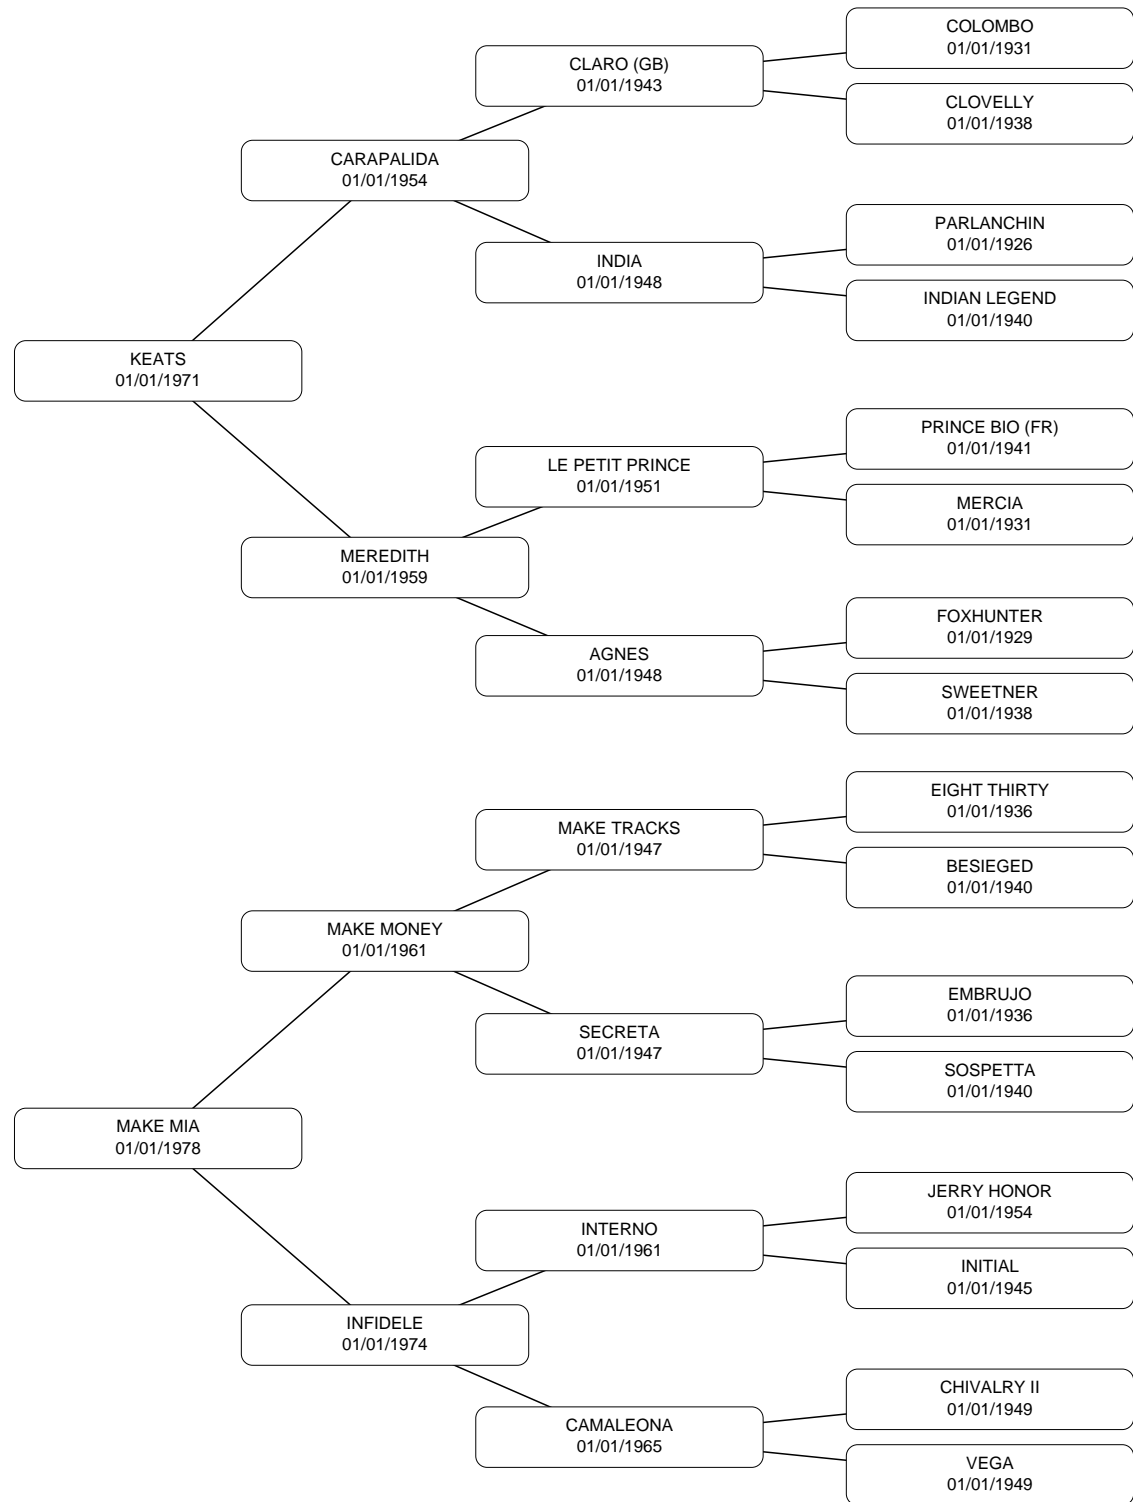 COLOMBO
01/01/1931
CLARO (GB)
01/01/1943
CLOVELLY
01/01/1938
CARAPALIDA
01/01/1954
PARLANCHIN
01/01/1926
INDIA
01/01/1948
INDIAN LEGEND
01/01/1940
KEATS
01/01/1971
PRINCE BIO (FR)
01/01/1941
LE PETIT PRINCE
01/01/1951
MERCIA
01/01/1931
MEREDITH
01/01/1959
FOXHUNTER
01/01/1929
AGNES
01/01/1948
SWEETNER
01/01/1938
EIGHT THIRTY
01/01/1936
MAKE TRACKS
01/01/1947
BESIEGED
01/01/1940
MAKE MONEY
01/01/1961
EMBRUJO
01/01/1936
SECRETA
01/01/1947
SOSPETTA
01/01/1940
MAKE MIA
01/01/1978
JERRY HONOR
01/01/1954
INTERNO
01/01/1961
INITIAL
01/01/1945
INFIDELE
01/01/1974
CHIVALRY II
01/01/1949
CAMALEONA
01/01/1965
VEGA
01/01/1949